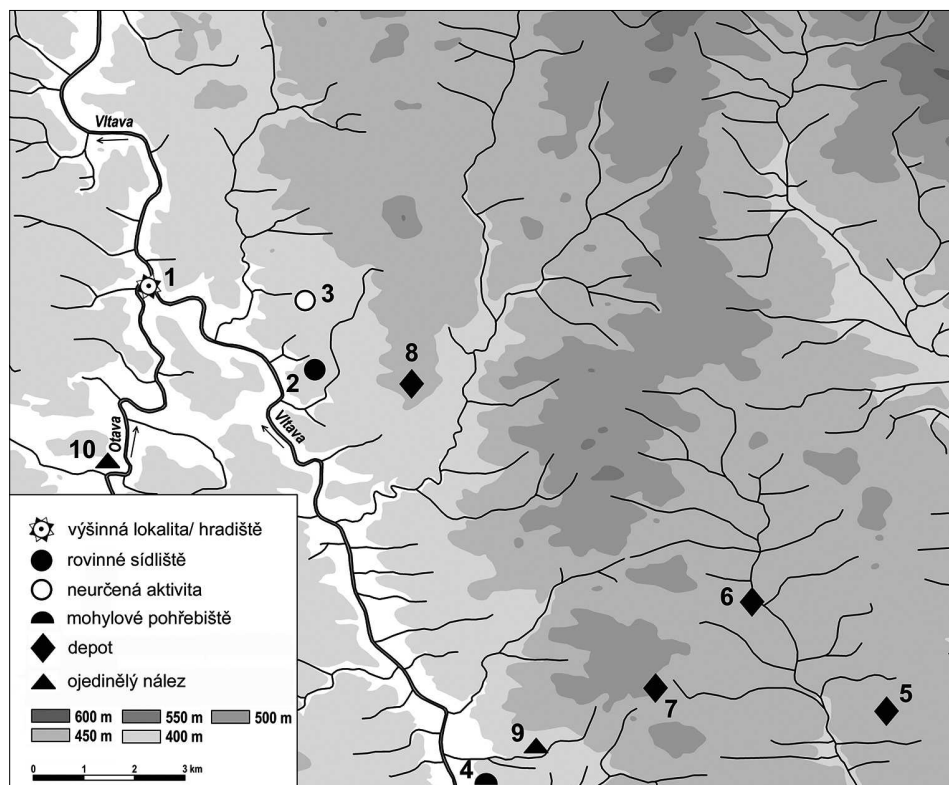 Vltava
1
3
8
2
Vltava
10
Otava
výšinná lokalita/ hradiště
rovinné sídliště
neurčená aktivita
mohylové pohřebiště
depot
ojedinělý nález
600 m 550 m 500 m
450 m 400 m
0 1 2 3 km
6
5
7
9
4